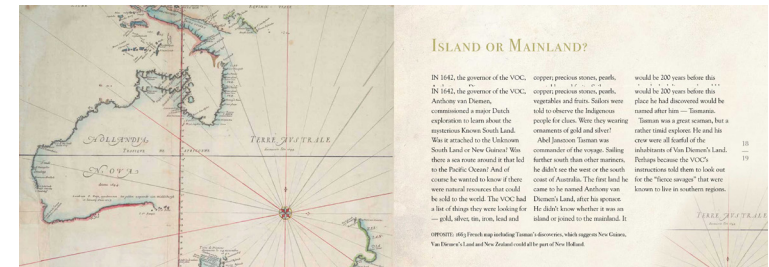 HOLLANDIA
NOVA
TERRE AUSTRALE
ISLAND OR MAINLAND?
IN 1642, the governor of the VOC,
IN 1642, the governor of the VOC,
Anthony van Diemen,
commissioned a major Dutch
exploration to learn about the
mysterious Known South Land.
Was it attached to the Unknown
South Land or New Guinea? Was
there a sea route around it that led
to the Pacific Ocean? And of
course he wanted to know if there
were natural resources that could
be sold to the world. The VOC had
a list of things they were looking for
— gold, silver, tin, iron, lead and
copper; precious stones, pearls,
copper; precious stones, pearls,
vegetables and fruits. Sailors were
told to observe the Indigenous
people for clues. Were they wearing
ornaments of gold and silver?
Abel Janszoon Tasman was
commander of the voyage. Sailing
further south than other mariners,
he didn't see the west or the south
coast of Australia. The first land he
came to he named Anthony van
Diemen's Land, after his sponsor.
He didn't know whether it was an
island or joined to the mainland. It
would be 200 years before this
would be 200 years before this
place he had discovered would be
named after him — Tasmania.
Tasman was a great seaman, but a
rather timid explorer. He and his
crew were all fearful of the
inhabitants of Van Diemen's Land.
Perhaps because the VOC's
instructions told them to look out
for the "fierce savages" that were
known to live in southern regions.
18
—
19
OPPOSITE: 1663 French map including Tasman's discoveries, which suggests New Guinea,
Van Diemen's Land and New Zealand could all be part of New Holland.
TERRE AUSTRALE